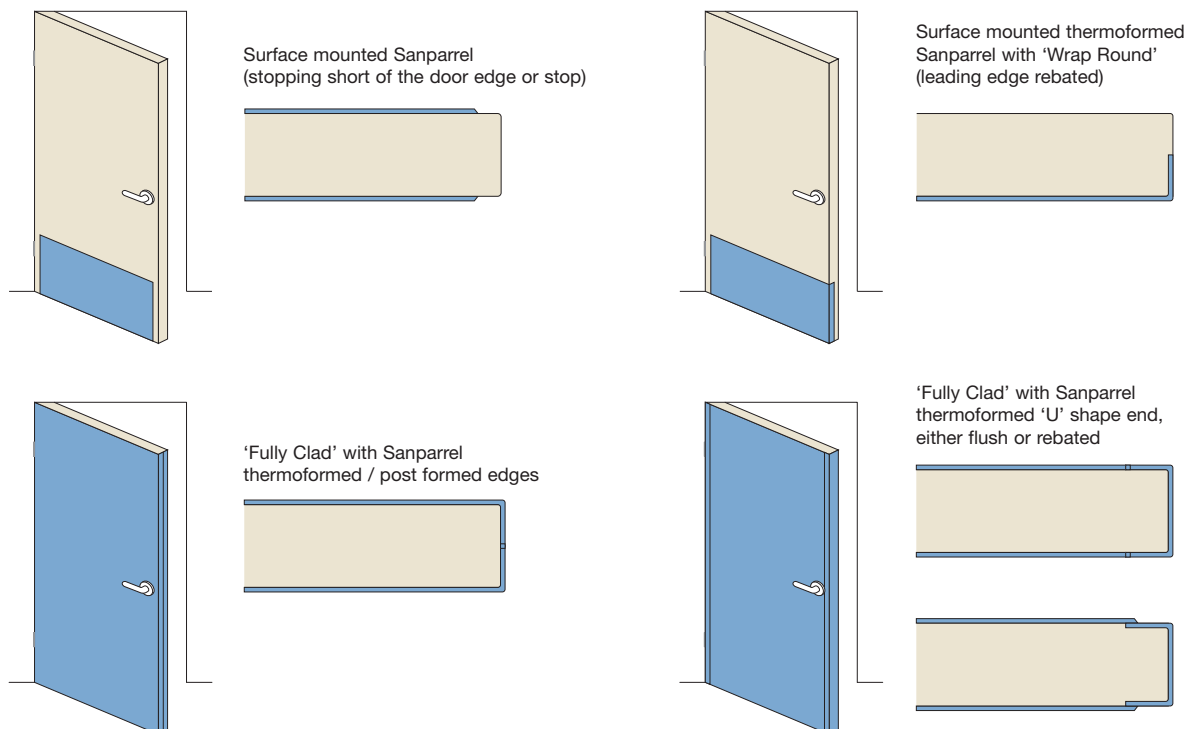 Surface mounted Sanparrel
(stopping short of the door edge or stop)
Surface mounted thermoformed
Sanparrel with ‘Wrap Round’
(leading edge rebated)
‘Fully Clad’ with Sanparrel
thermoformed / post formed edges
‘Fully Clad’ with Sanparrel
thermoformed ‘U’ shape end,
either flush or rebated